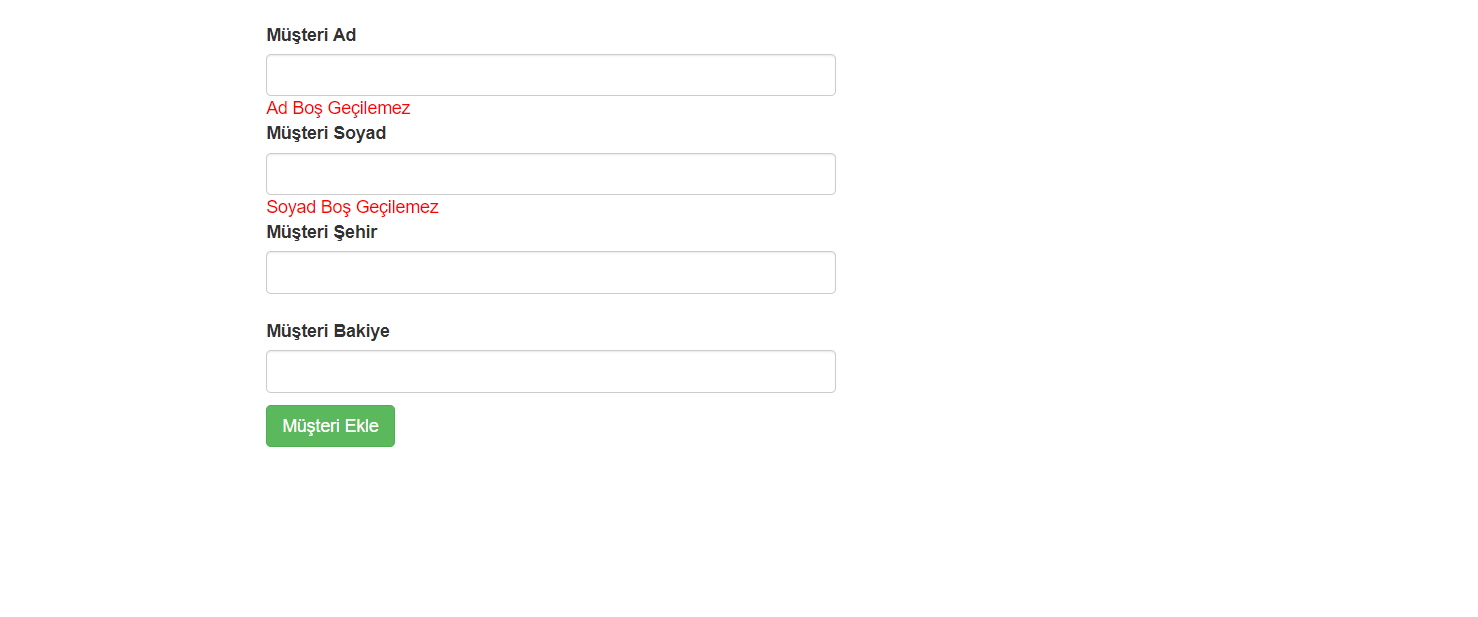 Müşteri Ad
Ad Boş Geçilemez
Müşteri Soyad
Soyad Boş Geçilemez
Müşteri Şehir
Müşteri Bakiye
Müşteri Ekle